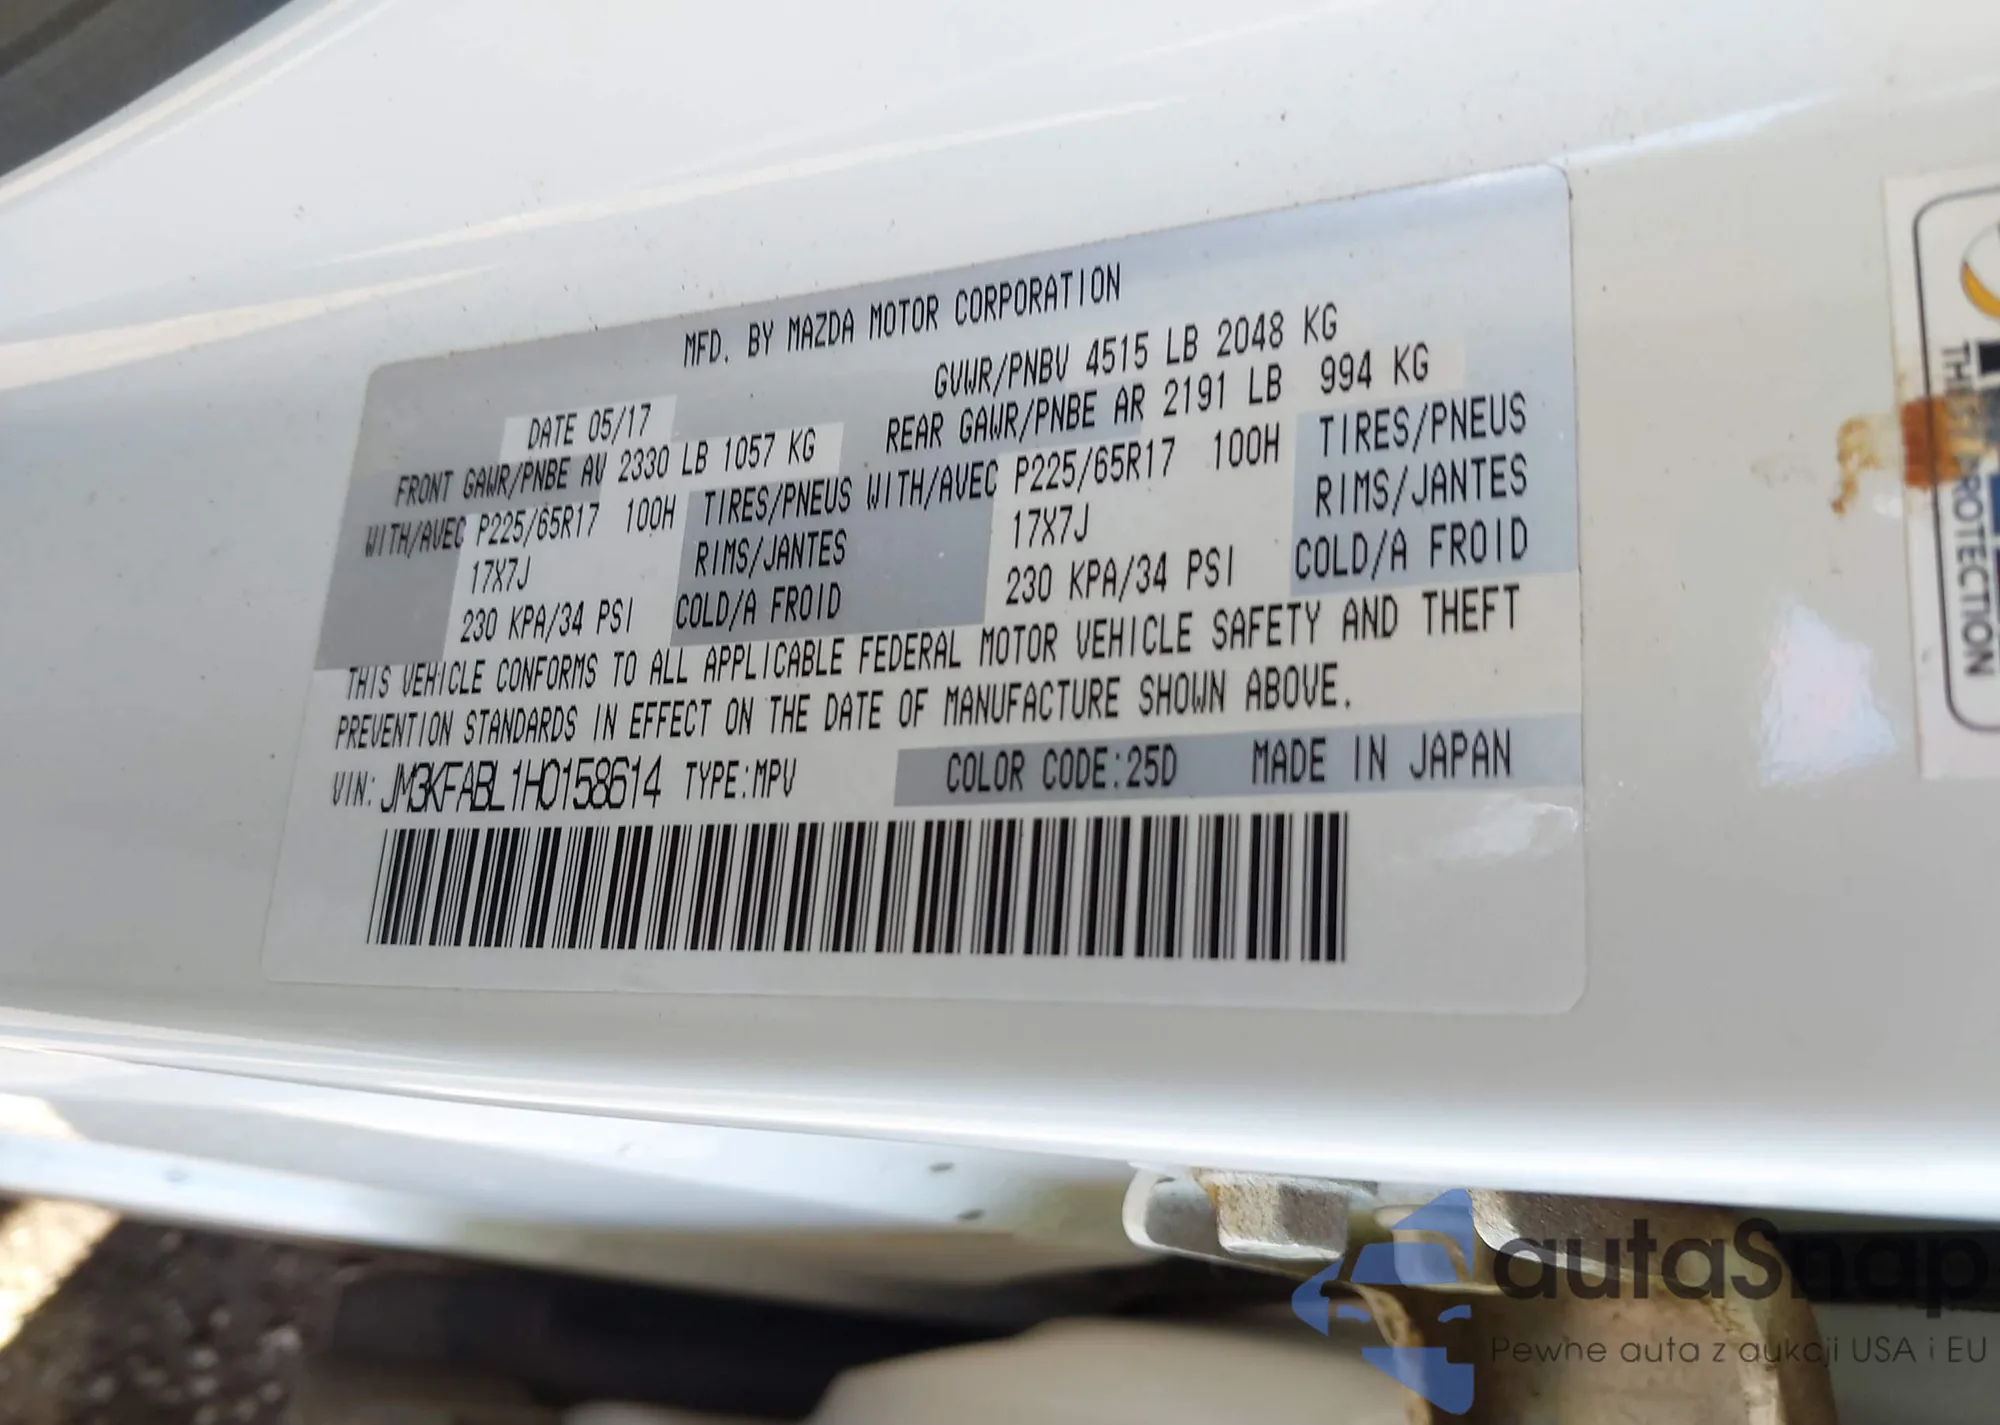 MFD. BY MAZDA MOTOR CORPORATION
DATE 05/17 GVWR/PNBV 4515 LB 2048 KG
FRONT GAWR/PNBE AV 2330 LB 1057 KG REAR GAWR/PNBE AR 2191 LB 994 KG
WITH/AVEC P225/65R17 100H TIRES/PNEUS WITH/AVEC P225/65R17 100H TIRES/PNEUS
17X7J RIMS/JANTES 17X7J RIMS/JANTES
230 KPA/34 PSI COLD/A FROID 230 KPA/34 PSI COLD/A FROID
THIS VEHICLE CONFORMS TO ALL APPLICABLE FEDERAL MOTOR VEHICLE SAFETY AND THEFT
PREVENTION STANDARDS IN EFFECT ON THE DATE OF MANUFACTURE SHOWN ABOVE.
VIN: JM3KFABL1H0158614 TYPE:MPV COLOR CODE:25D MADE IN JAPAN
PROTECTION
autaSnap
Pewne auta z aukcji USA i EU